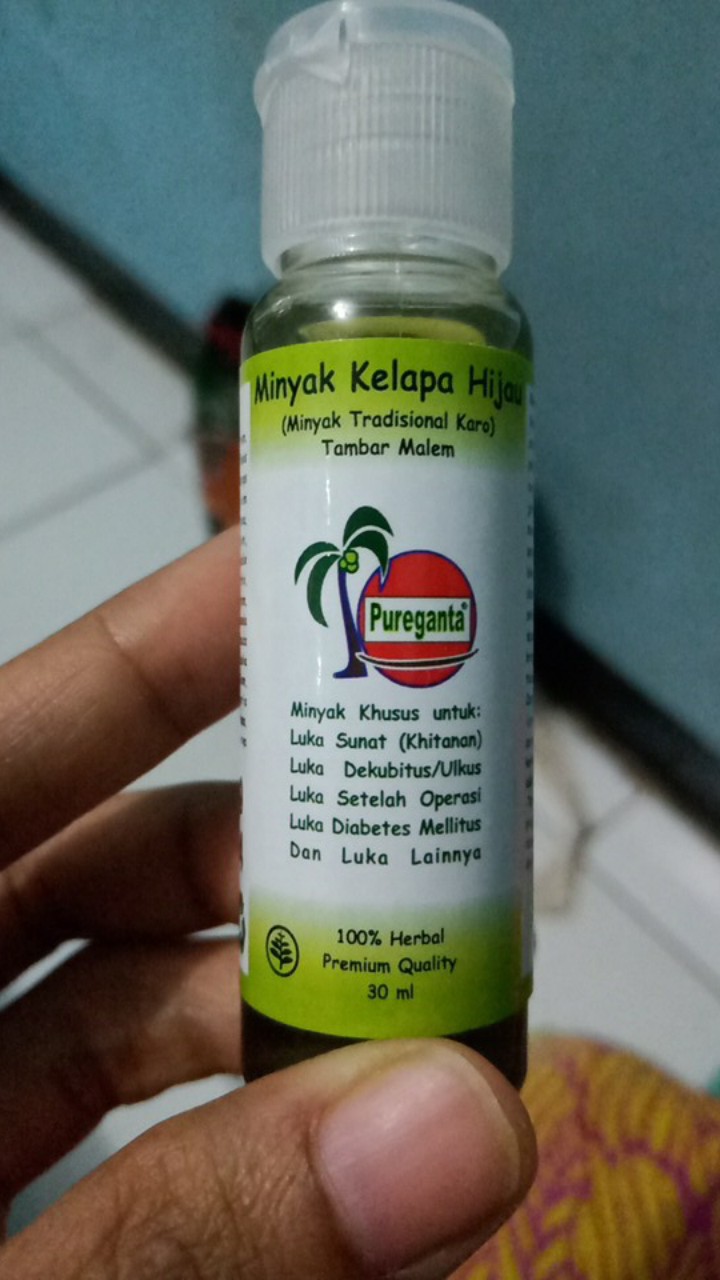 Minyak Kelapa Hijau
(Minyak Tradisional Karo)
Tambar Malem
Pureganta®
Minyak Khusus untuk:
Luka Sunat (Khitanan)
Luka Dekubitus/Ulkus
Luka Setelah Operasi
Luka Diabetes Mellitus
Dan Luka Lainnya
100% Herbal
Premium Quality
30 ml